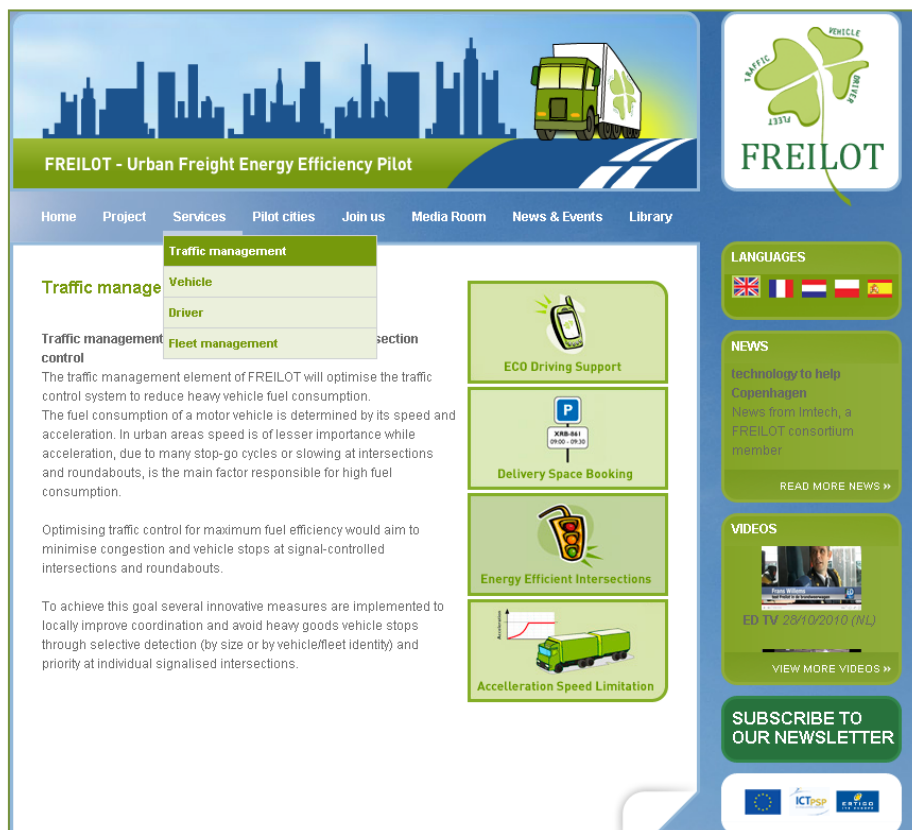 FREILOT - Urban Freight Energy Efficiency Pilot
TRAFFIC
VEHICLE
DRIVER
FLEET
FREILOT
Home Project Services Pilot cities Join us Media Room News & Events Library
Traffic management
Vehicle
Driver
Fleet management
Traffic manage
Traffic management section
control
The traffic management element of FREILOT will optimise the traffic
control system to reduce heavy vehicle fuel consumption.
The fuel consumption of a motor vehicle is determined by its speed and
acceleration. In urban areas speed is of lesser importance while
acceleration, due to many stop-go cycles or slowing at intersections
and roundabouts, is the main factor responsible for high fuel
consumption.
Optimising traffic control for maximum fuel efficiency would aim to
minimise congestion and vehicle stops at signal-controlled
intersections and roundabouts.
To achieve this goal several innovative measures are implemented to
locally improve coordination and avoid heavy goods vehicle stops
through selective detection (by size or by vehicle/fleet identity) and
priority at individual signalised intersections.
ECO Driving Support
P
XRB-061
09:00 - 09:30
Delivery Space Booking
Energy Efficient Intersections
Acceleration
Accelleration Speed Limitation
LANGUAGES
NEWS
technology to help
Copenhagen
News from Imtech, a
FREILOT consortium
member
READ MORE NEWS »
VIDEOS
Frans Willems
ED TV 28/10/2010 (NL)
VIEW MORE VIDEOS »
SUBSCRIBE TO
OUR NEWSLETTER
ICT PSP
ERTICO
ITS EUROPE